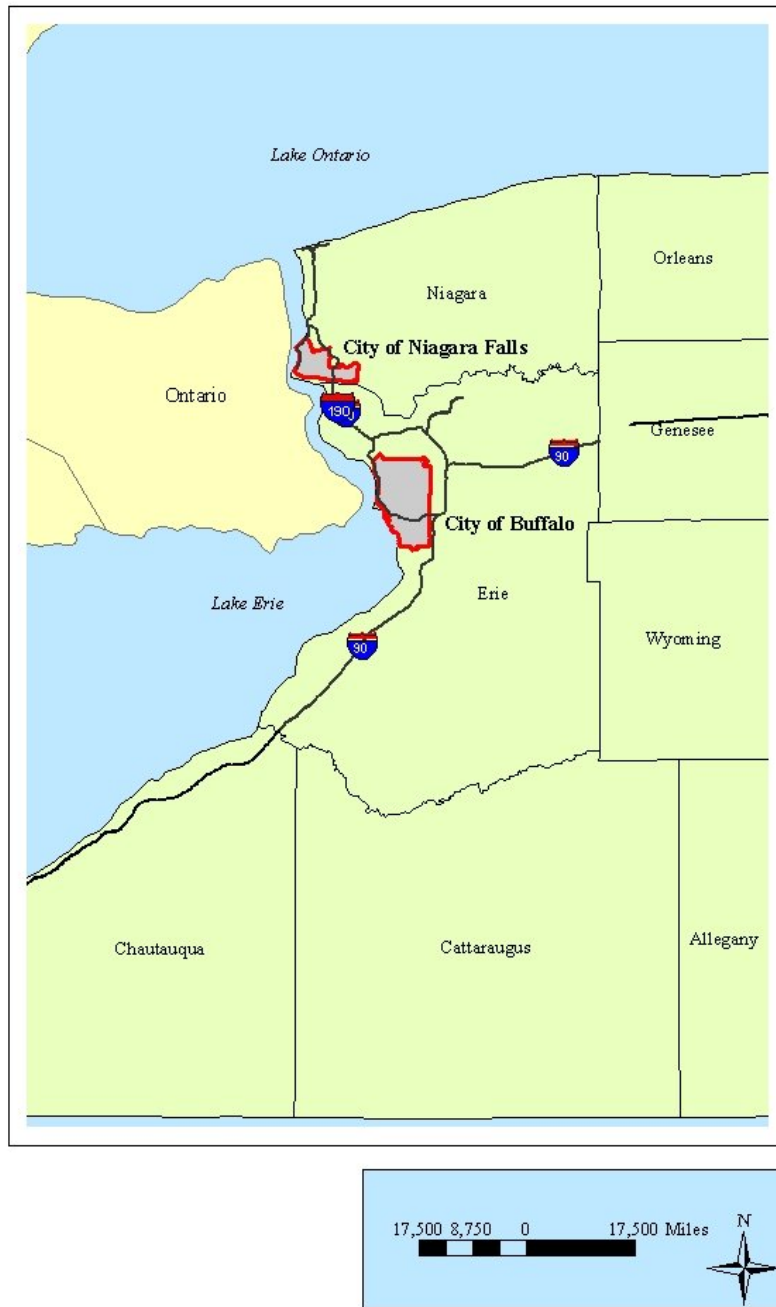 Lake Ontario
Orleans
Niagara
City of Niagara Falls
Ontario
190
Genesee
90
City of Buffalo
Erie
Lake Erie
Wyoming
90
Chautauqua
Cattaraugus
Allegany
17,500 8,750 0 17,500 Miles
N